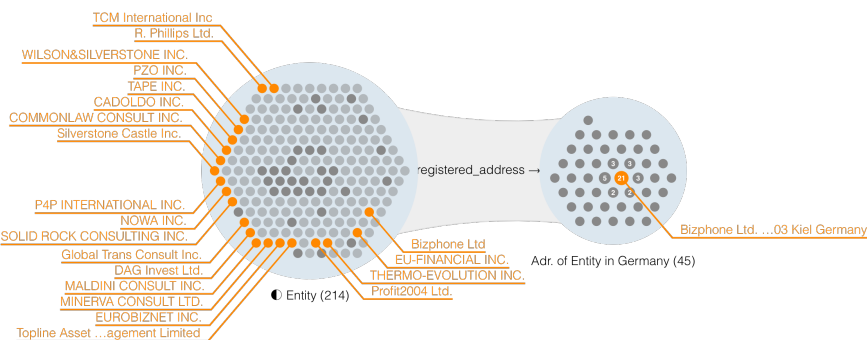 TCM International Inc
R. Phillips Ltd.
WILSON&SILVERSTONE INC.
PZO INC.
TAPE INC.
CADOLDO INC.
COMMONLAW CONSULT INC.
Silverstone Castle Inc.
P4P INTERNATIONAL INC.
NOWA INC.
SOLID ROCK CONSULTING INC.
Global Trans Consult Inc.
DAG Invest Ltd.
MALDINI CONSULT INC.
MINERVA CONSULT LTD.
EUROBIZNET INC.
Topline Asset …agement Limited
Bizphone Ltd
EU-FINANCIAL INC.
THERMO-EVOLUTION INC.
Profit2004 Ltd.
Entity (214)
registered_address →
3 3
5 21 3
2 2
Bizphone Ltd. …03 Kiel Germany
Adr. of Entity in Germany (45)